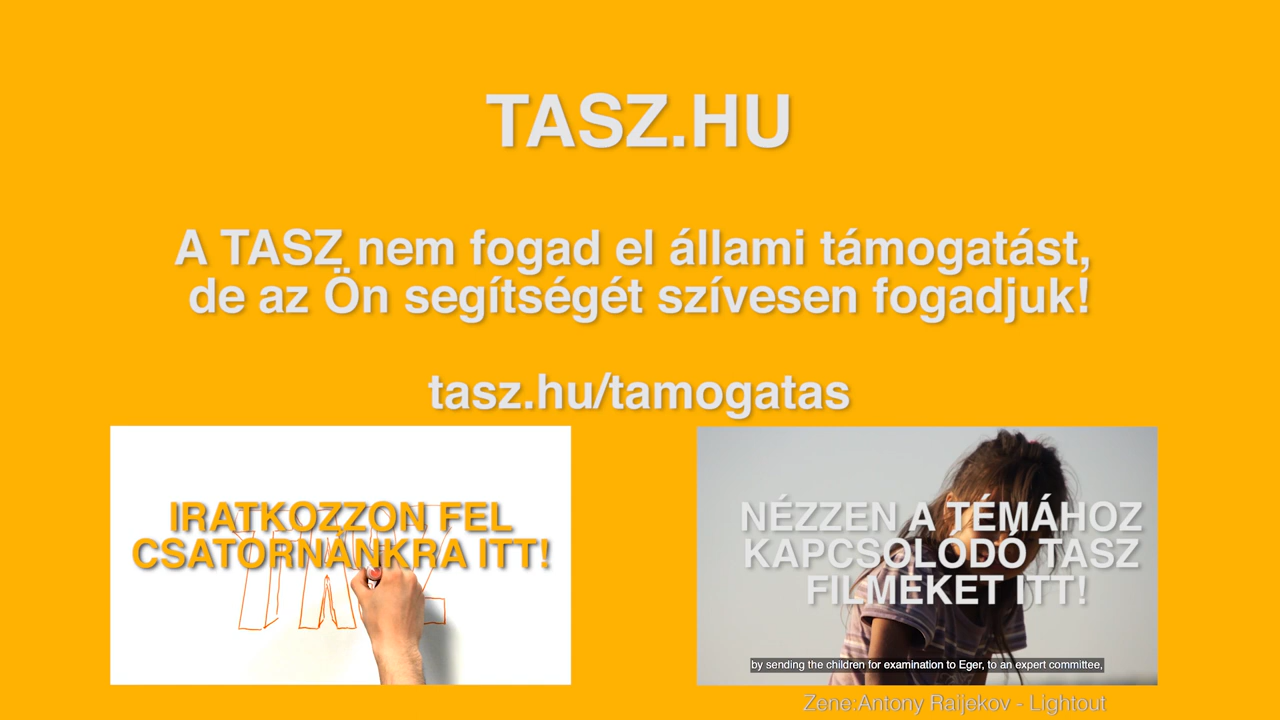 TASZ.HU
A TASZ nem fogad el állami támogatást,
de az Ön segítségét szívesen fogadjuk!
tasz.hu/tamogatas
IRATKOZZON FEL
CSATORNÁNKRA ITT!
NÉZZEN A TÉMÁHOZ
KAPCSOLÓDÓ TASZ
FILMEKET ITT!
by sending the children for examination to Eger, to an expert committee,
Zene:Antony Raijekov - Lightout